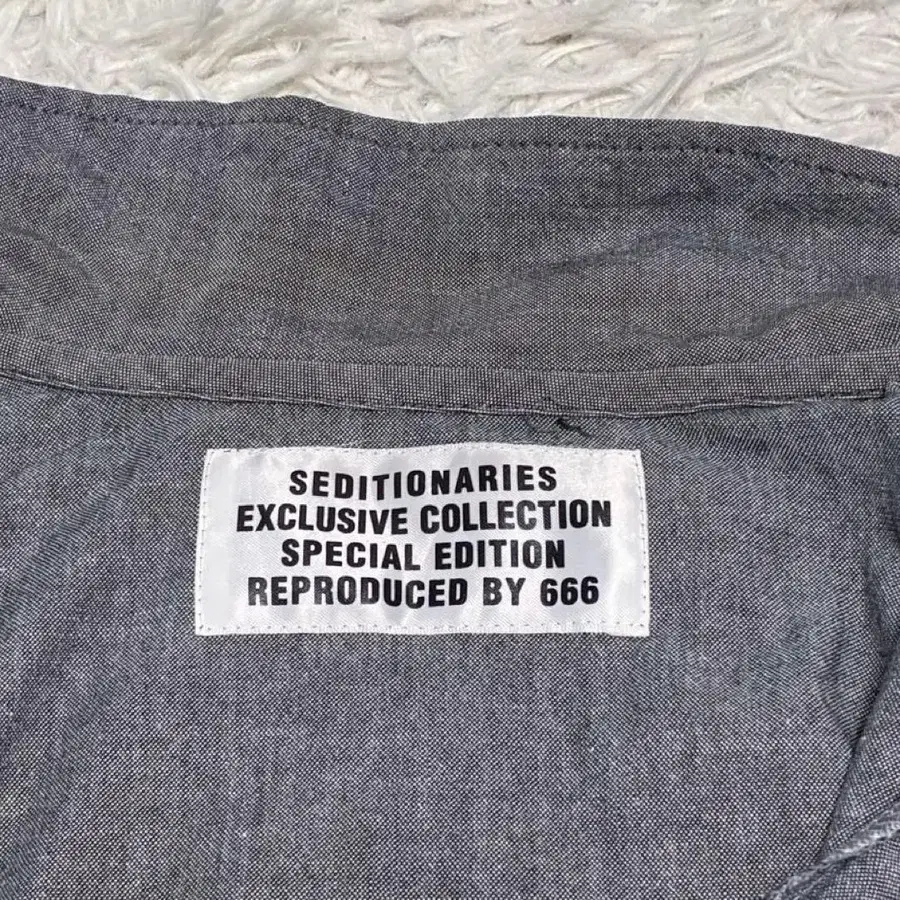 SEDITIONARIES
EXCLUSIVE COLLECTION
SPECIAL EDITION
REPRODUCED BY 666